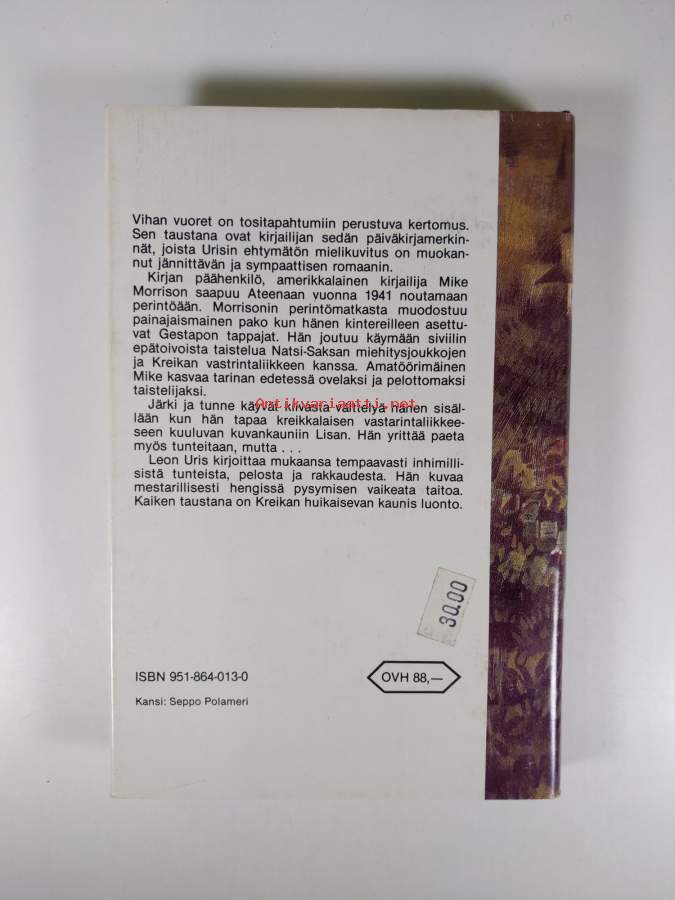 Vihan vuoret on tositapahtumiin perustuva kertomus.
Sen taustana ovat kirjailijan sedän päiväkirjamerkin-
nät, joista Urisin ehtymätön mielikuvitus on muokan-
nut jännittävän ja sympaattisen romaanin.
Kirjan päähenkilö, amerikkalainen kirjailija Mike
Morrison saapuu Ateenaan vuonna 1941 noutamaan
perintöään. Morrisonin perintömatkasta muodostuu
painajaismainen pako kun hänen kintereilleen asettu-
vat Gestapon tappajat. Hän joutuu käymään siviilin
epätoivoista taistelua Natsi-Saksan miehitysjoukkojen
ja Kreikan vastrintaliikkeen kanssa. Amatöörimäinen
Mike kasvaa tarinan edetessä ovelaksi ja pelottomaksi
taistelijaksi.
Antikvariantti.net
Järki ja tunne käyvät kiivasta väittelyä hänen sisäl-
lään kun hän tapaa kreikkalaisen vastarintaliikkee-
seen kuuluvan kuvankauniin Lisan. Hän yrittää paeta
myös tunteitaan, mutta . . .
Leon Uris kirjoittaa mukaansa tempaavasti inhimilli-
sistä tunteista, pelosta ja rakkaudesta. Hän kuvaa
mestarillisesti hengissä pysymisen vaikeata taitoa.
Kaiken taustana on Kreikan huikaisevan kaunis luonto.
30.00
ISBN 951-864-013-0
OVH 88,—
Kansi: Seppo Polameri